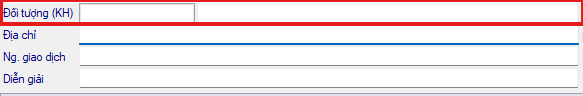 Đối tượng (KH)
Địa chỉ
Ng. giao dịch
Diễn giải